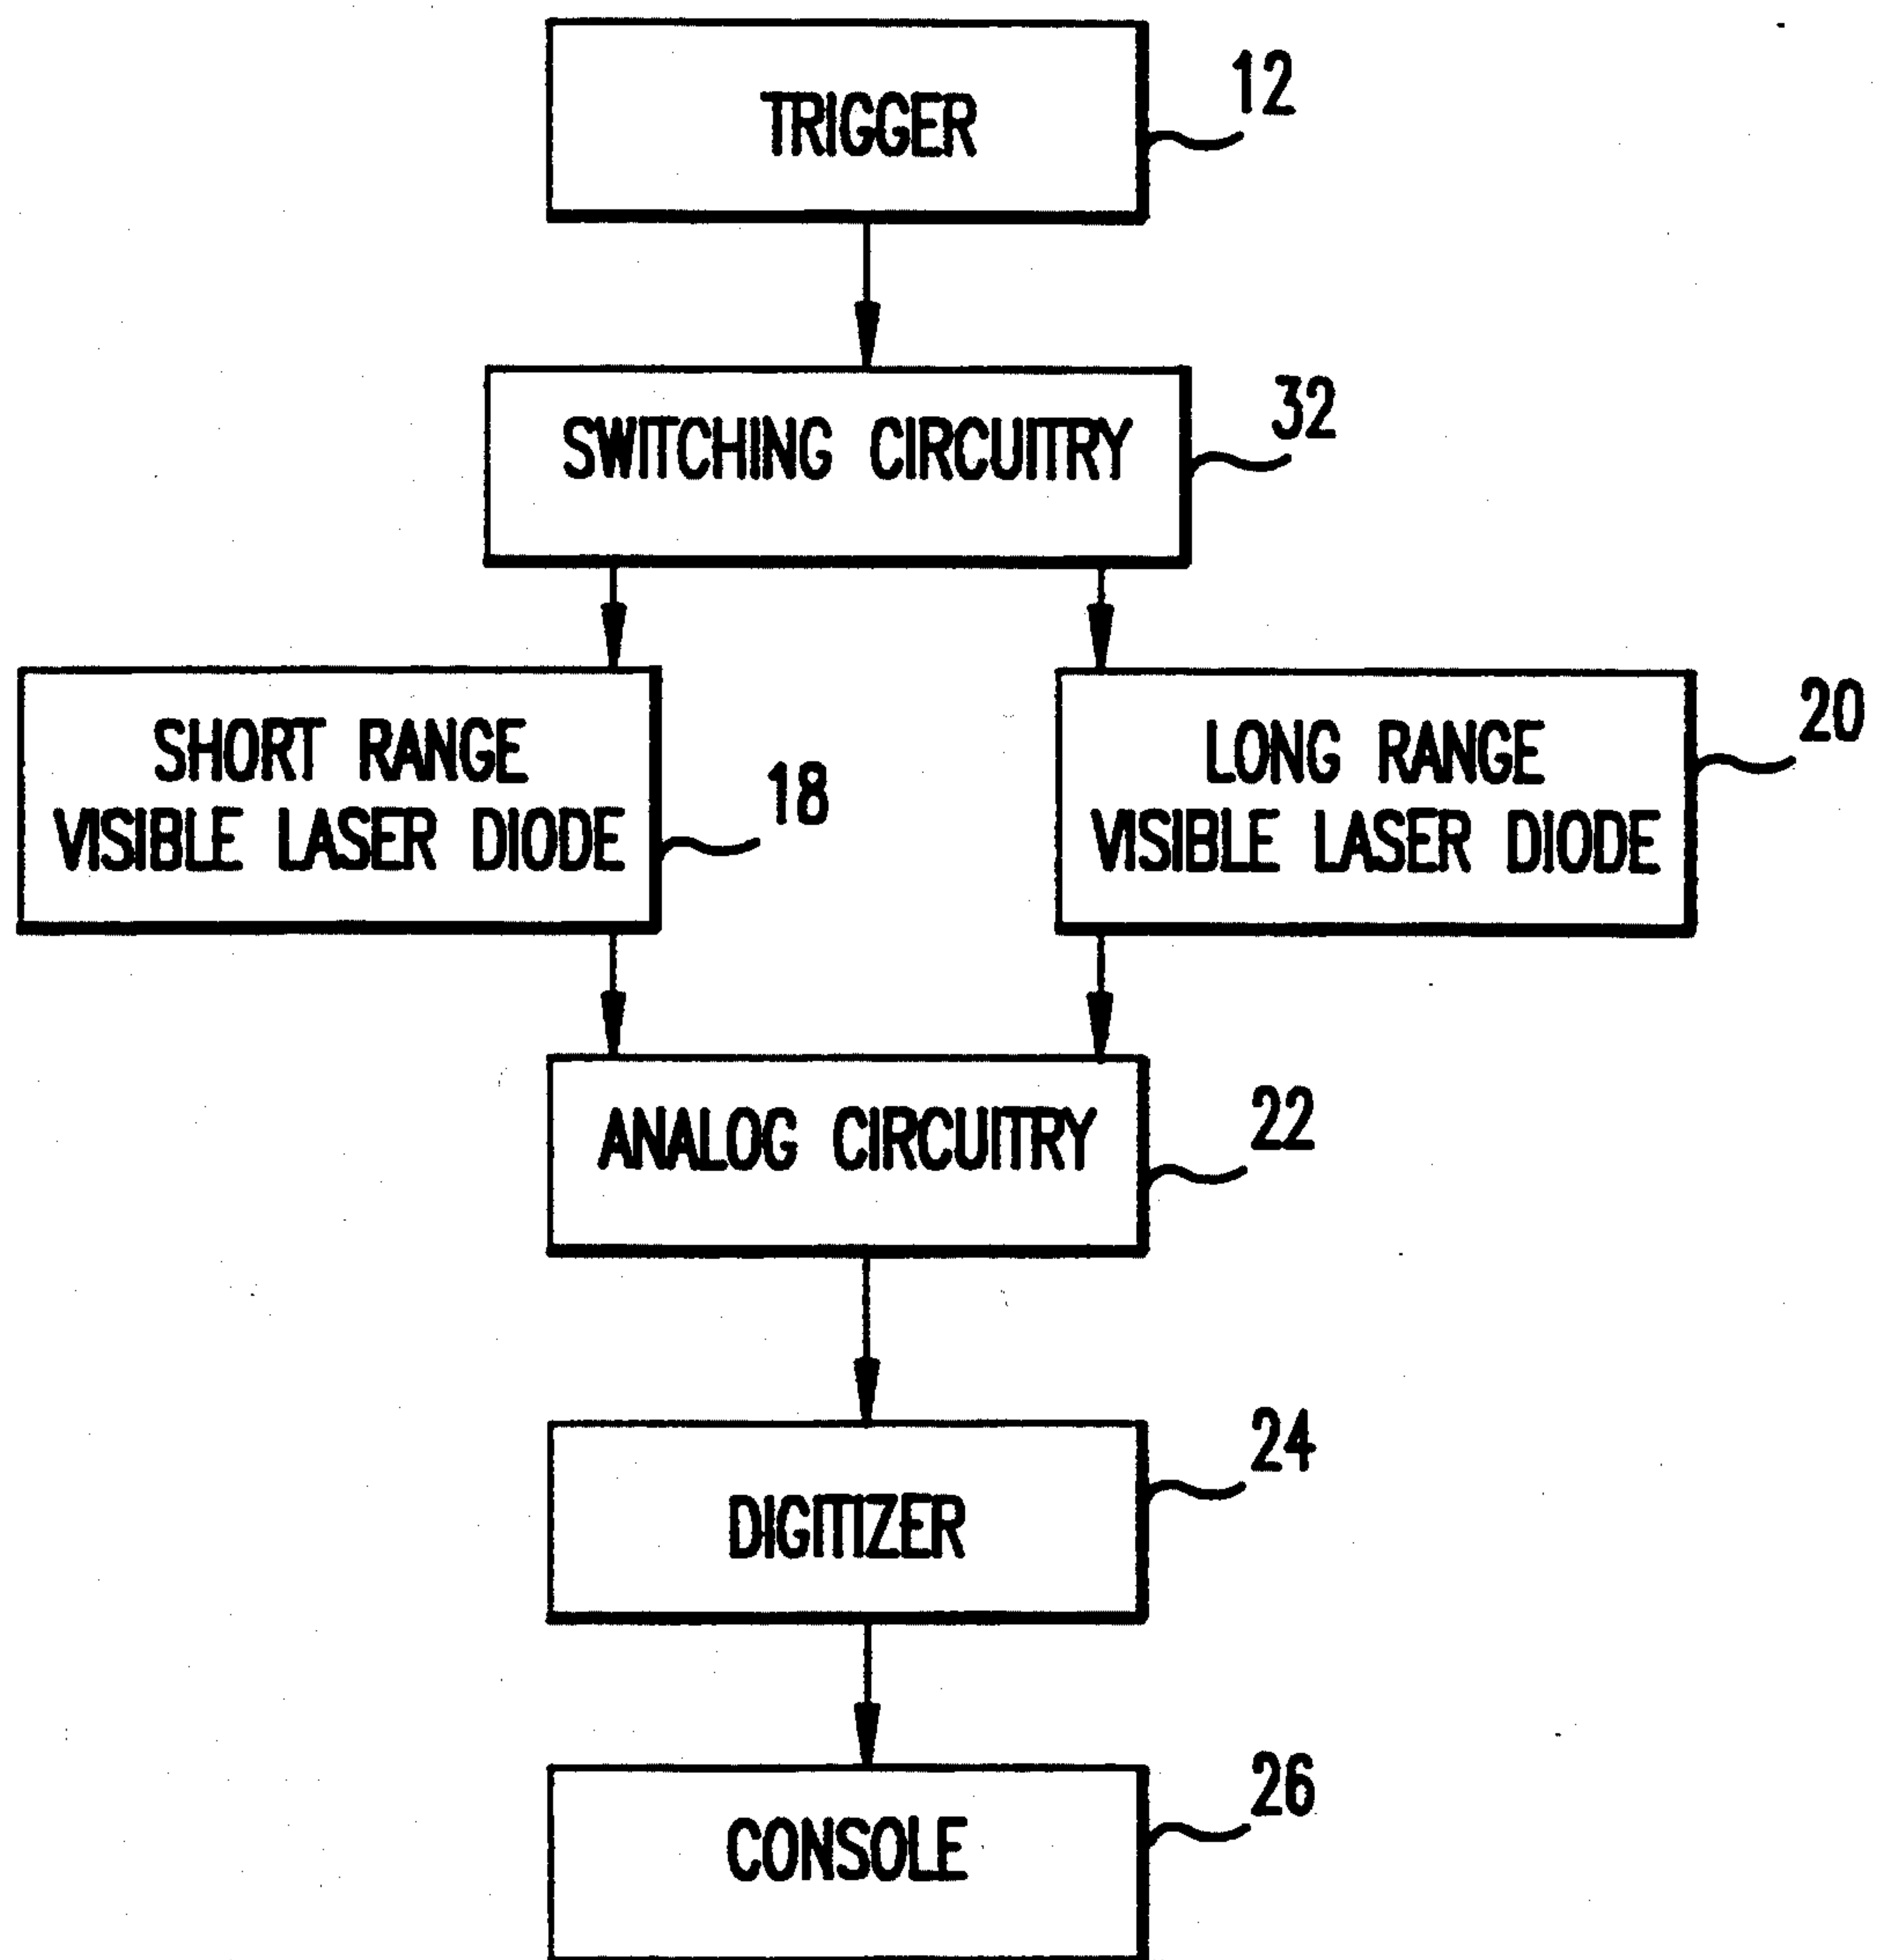 TRIGGER
12
SWITCHING CIRCUITRY
32
SHORT RANGE
VISIBLE LASER DIODE
18
LONG RANGE
VISIBLE LASER DIODE
20
ANALOG CIRCUITRY
22
DIGITIZER
24
CONSOLE
26